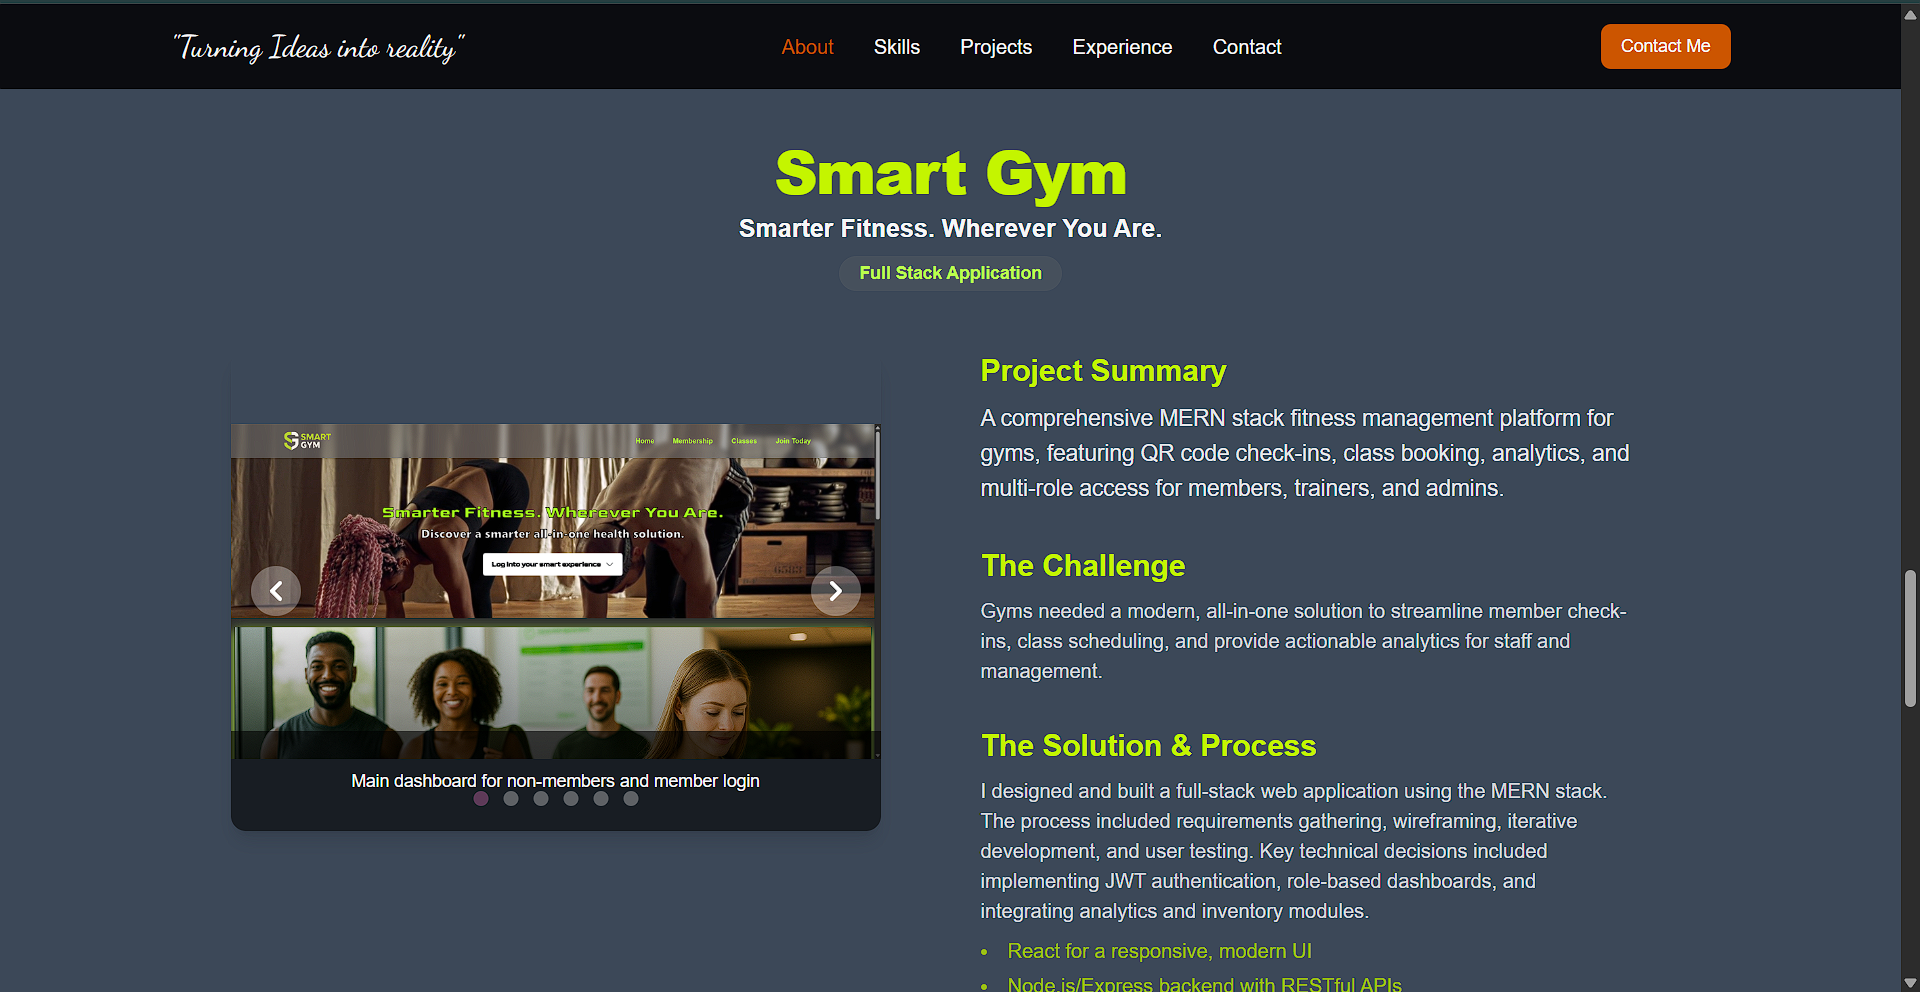 "Turning Ideas into reality"
About Skills Projects Experience Contact
Contact Me
Smart Gym
Smarter Fitness. Wherever You Are.
Full Stack Application
SMART
GYM
Home Membership Classes Join Today
Smarter Fitness. Wherever You Are.
Discover a smarter all-in-one health solution.
Log into your smart experience
Main dashboard for non-members and member login
Project Summary
A comprehensive MERN stack fitness management platform for
gyms, featuring QR code check-ins, class booking, analytics, and
multi-role access for members, trainers, and admins.
The Challenge
Gyms needed a modern, all-in-one solution to streamline member check-
ins, class scheduling, and provide actionable analytics for staff and
management.
The Solution & Process
I designed and built a full-stack web application using the MERN stack.
The process included requirements gathering, wireframing, iterative
development, and user testing. Key technical decisions included
implementing JWT authentication, role-based dashboards, and
integrating analytics and inventory modules.
• React for a responsive, modern UI
• Node.js/Express backend with RESTful APIs